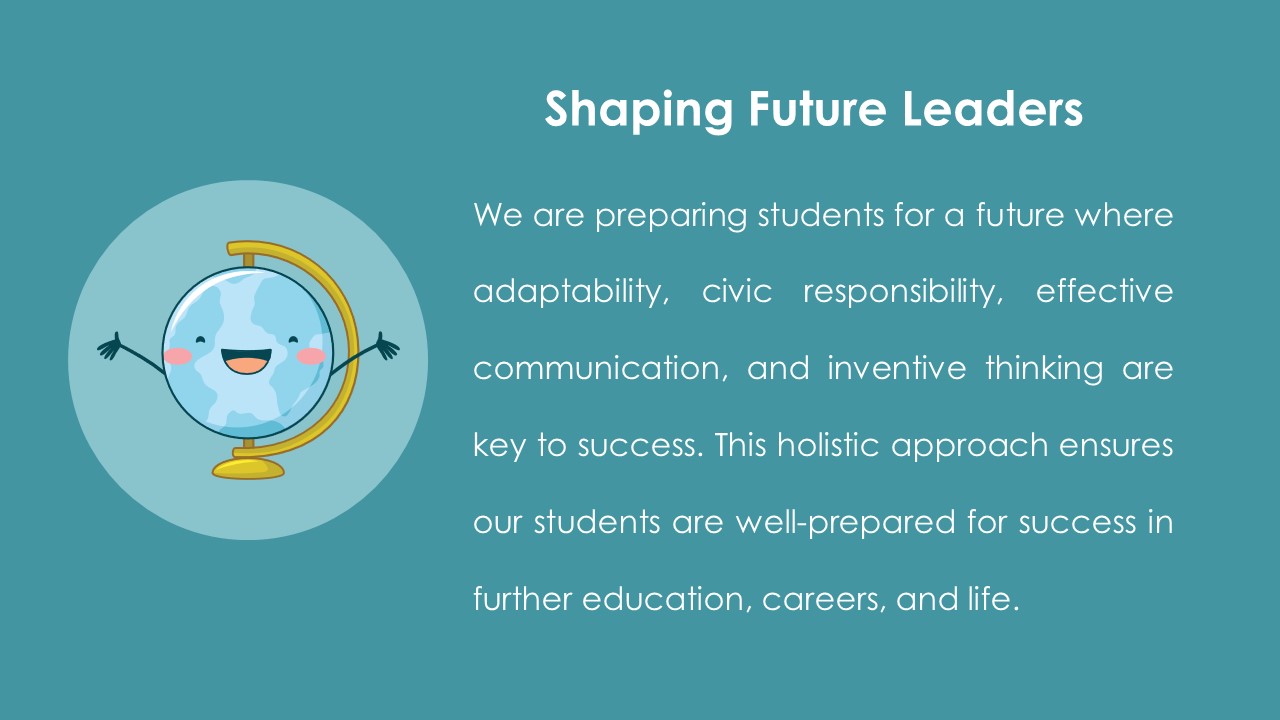 Shaping Future Leaders
We are preparing students for a future where
adaptability, civic responsibility, effective
communication, and inventive thinking are
key to success. This holistic approach ensures
our students are well-prepared for success in
further education, careers, and life.